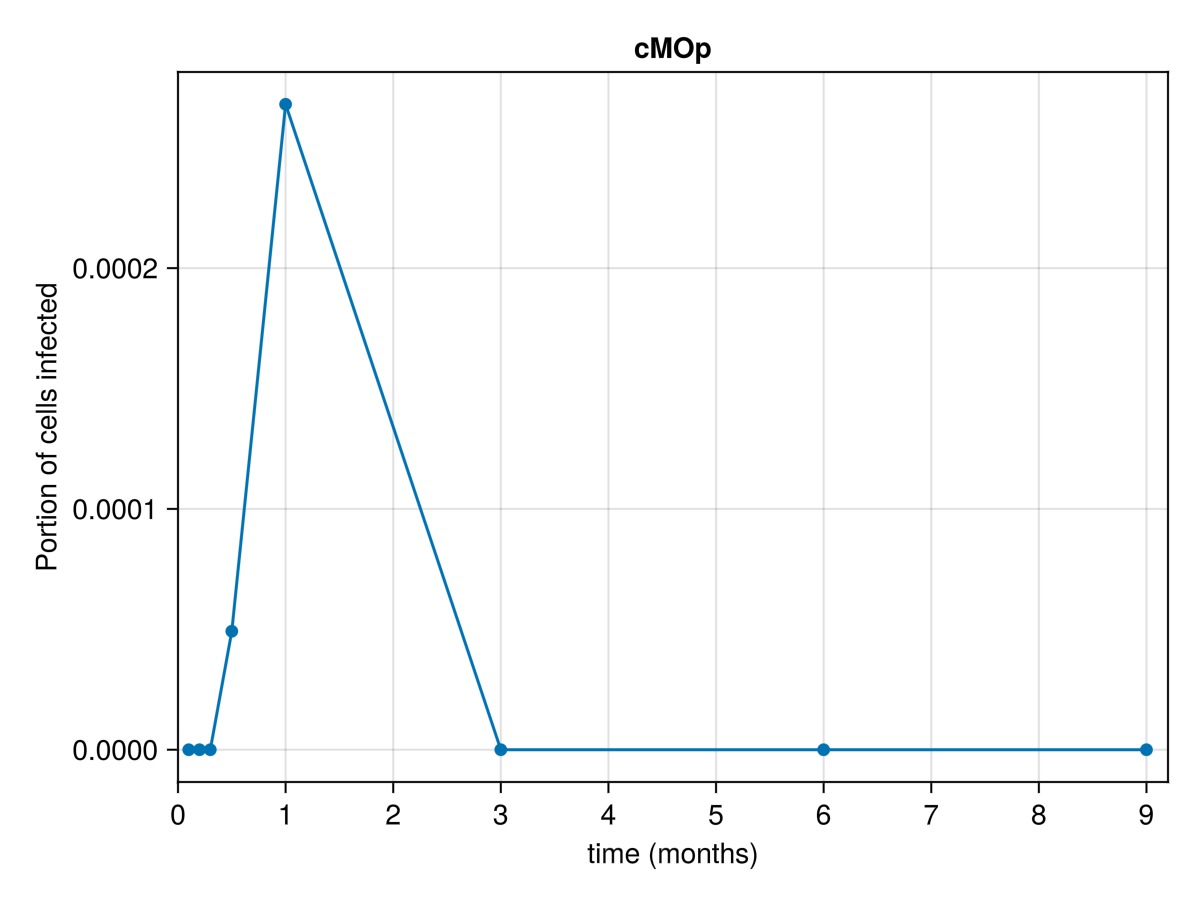 cMOp
Portion of cells infected
0.0002
0.0001
0.0000
0 1 2 3 4 5 6 7 8 9
time (months)